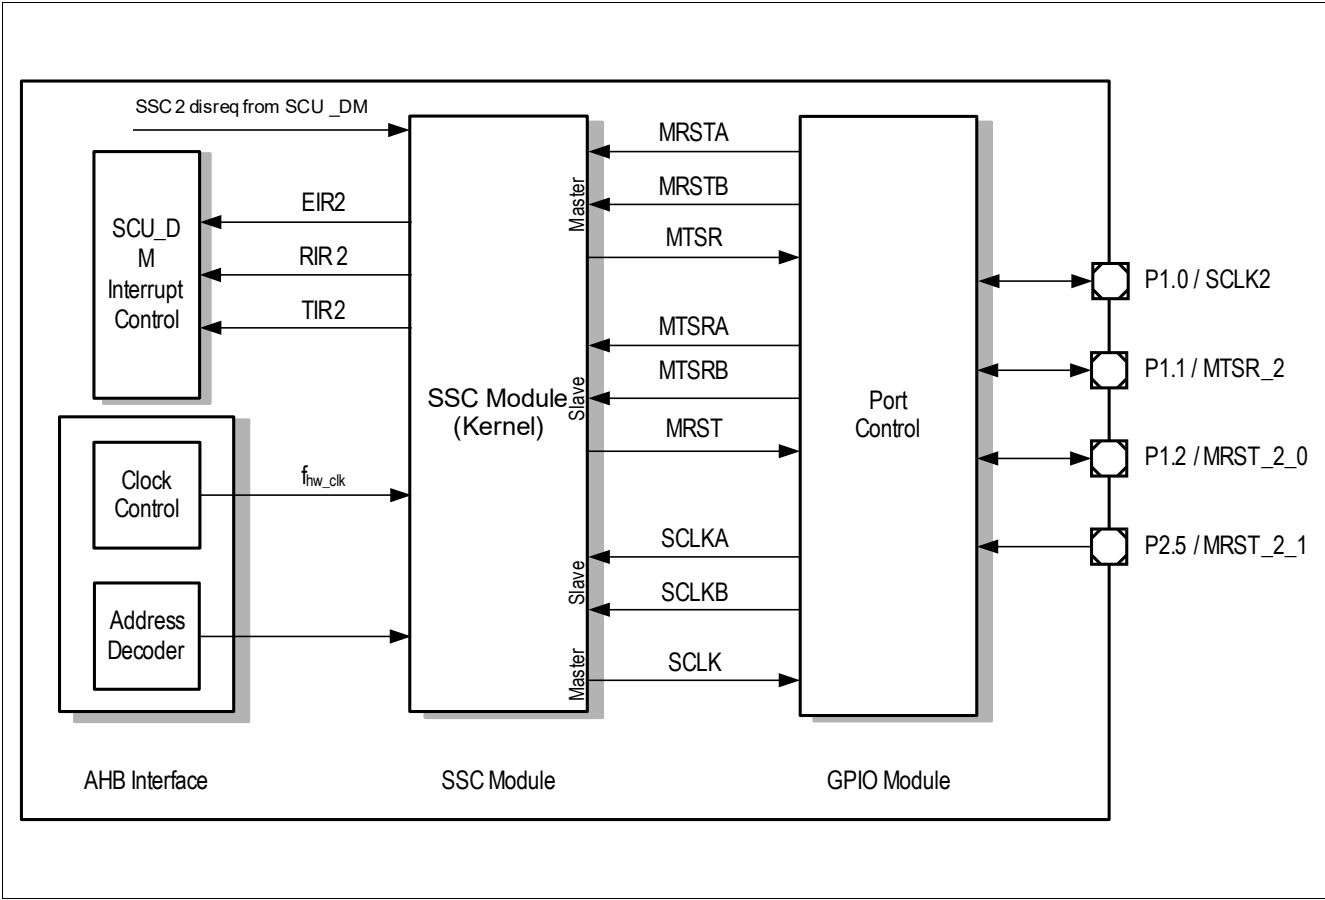 SSC 2 disreq from SCU _DM
SCU_D
M
Interrupt
Control
EIR2
RIR 2
TIR2
Clock
Control
fhw_clk
Address
Decoder
SSC Module
(Kernel)
Master
Slave
Slave
Master
MRSTA
MRSTB
MTSR
MTSRA
MTSRB
MRST
SCLKA
SCLKB
SCLK
Port
Control
P1.0 / SCLK2
P1.1 / MTSR_2
P1.2 / MRST_2_0
P2.5 / MRST_2_1
AHB Interface
SSC Module
GPIO Module